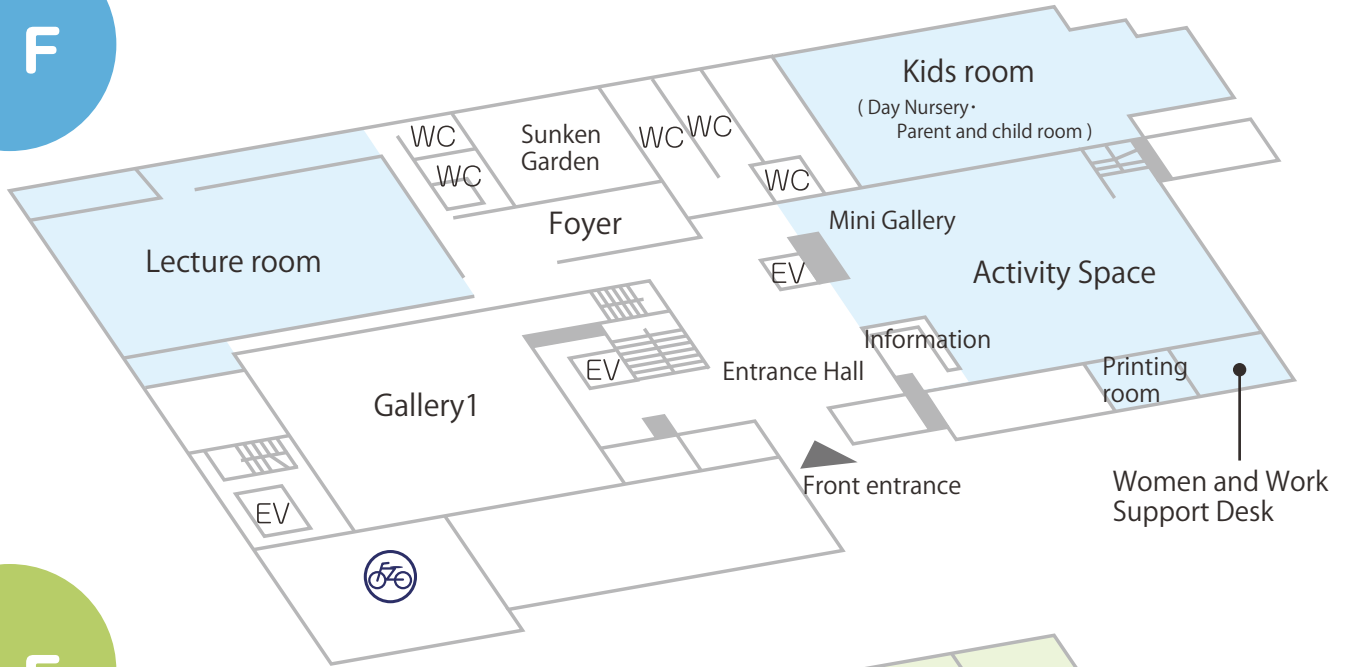 F
Kids room
( Day Nursery・
Parent and child room )
WC
WC
Sunken
Garden
WC
WC
WC
Foyer
Mini Gallery
Lecture room
EV
Activity Space
Information
EV
Entrance Hall
Printing
room
Gallery1
Front entrance
Women and Work
Support Desk
EV